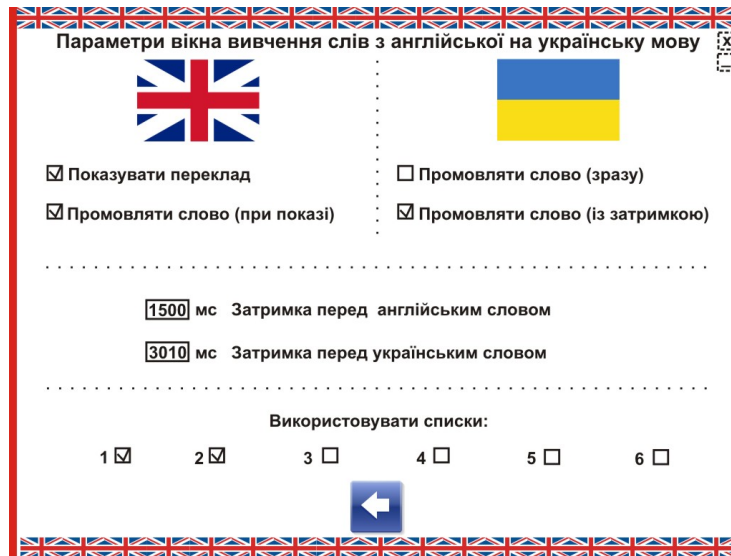 Параметри вікна вивчення слів з англійської на українську мову
X
Показувати переклад
Промовляти слово (зразу)
Промовляти слово (при показі)
Промовляти слово (із затримкою)
1500 мс Затримка перед англійським словом
3010 мс Затримка перед українським словом
Використовувати списки:
1 2 3 4 5 6